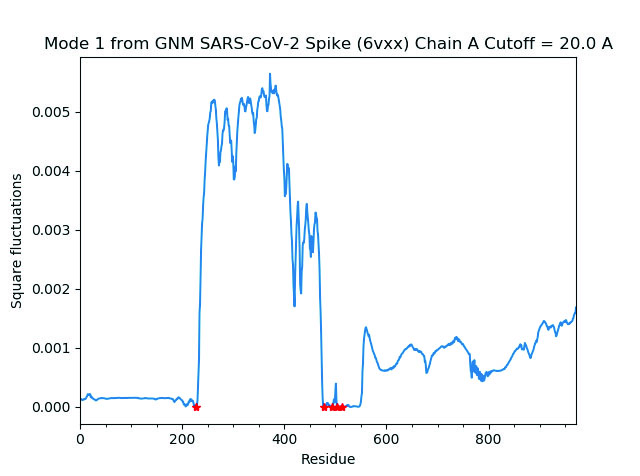 Mode 1 from GNM SARS-CoV-2 Spike (6vxx) Chain A Cutoff = 20.0 A
0.005
0.004
0.003
0.002
0.001
0.000
Square fluctuations
0 200 400 600 800
Residue